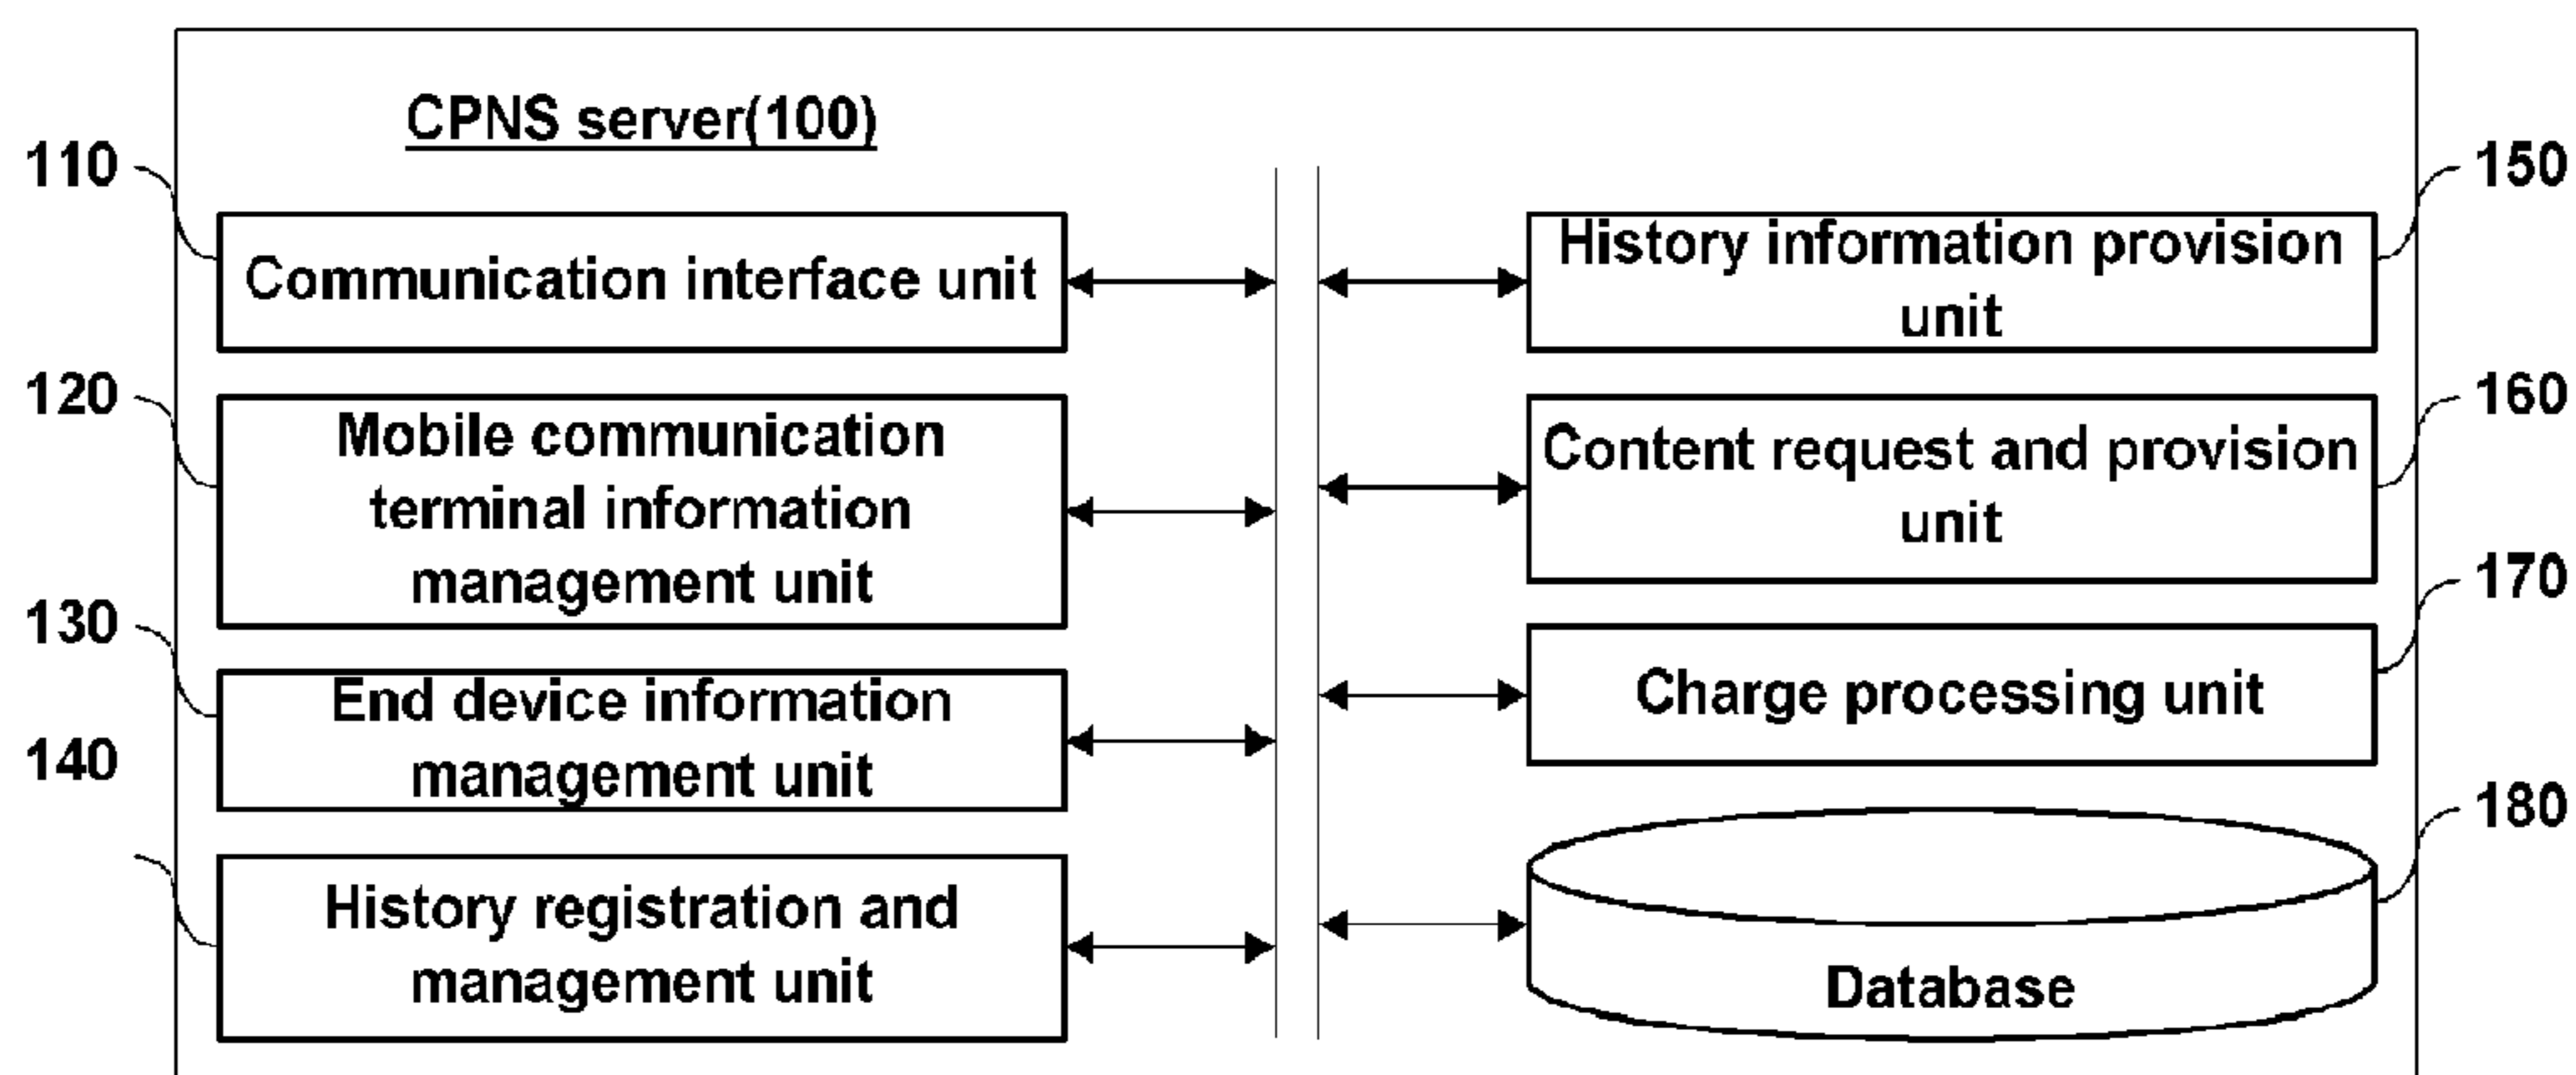 CPNS server(100)
110
Communication interface unit
120
Mobile communication
terminal information
management unit
130
End device information
management unit
140
History registration and
management unit
150
History information provision
unit
160
Content request and provision
unit
170
Charge processing unit
180
Database